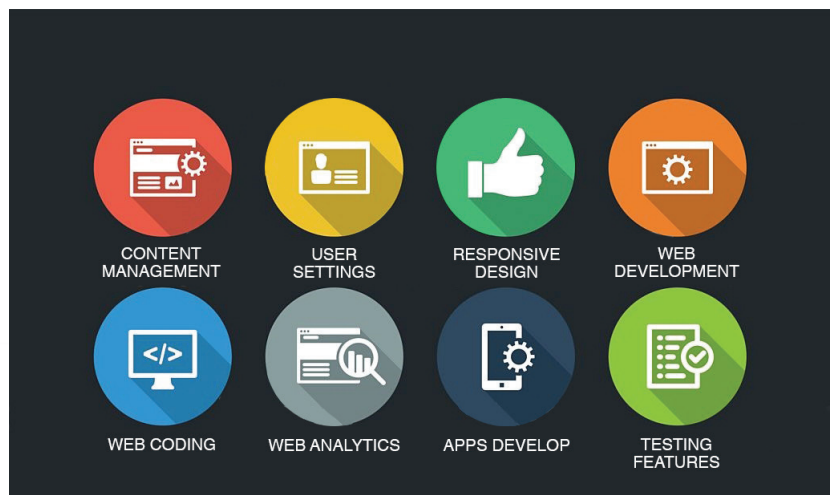 CONTENT
MANAGEMENT
USER
SETTINGS
RESPONSIVE
DESIGN
WEB
DEVELOPMENT
</>
WEB CODING
WEB ANALYTICS
APPS DEVELOP
TESTING
FEATURES